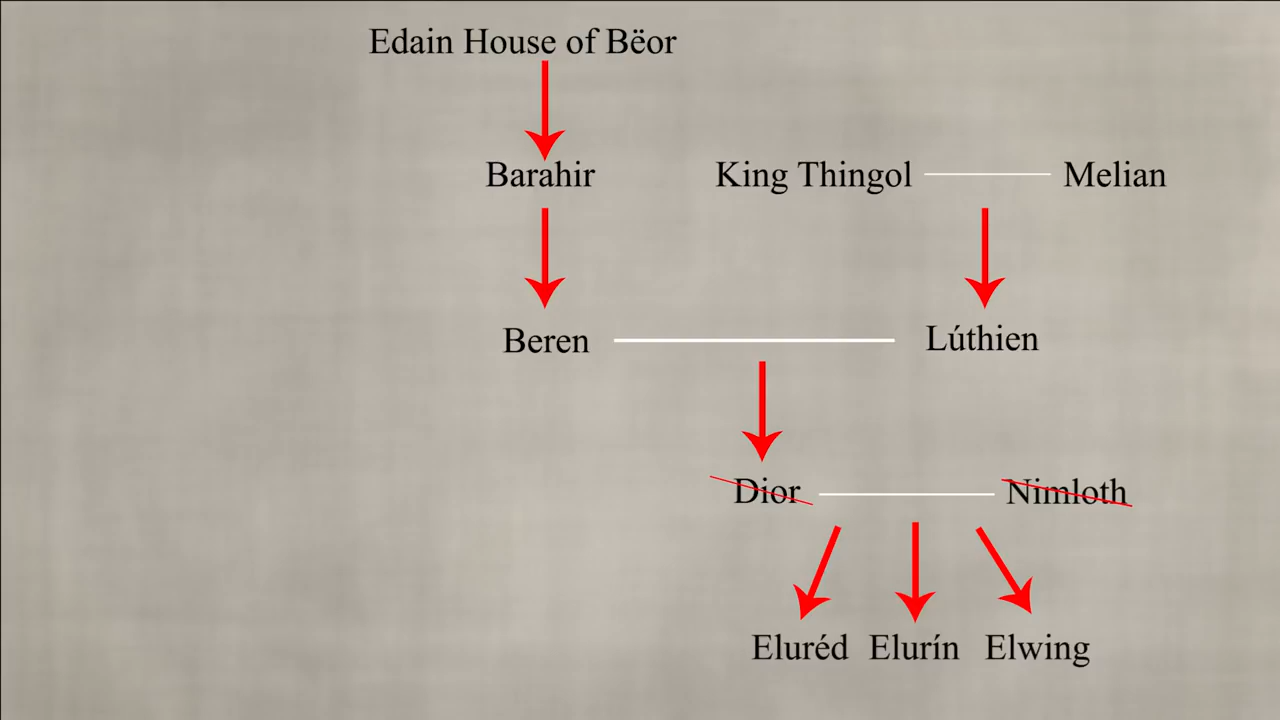 Edain House of Bëor
Barahir
King Thingol
Melian
Beren
Lúthien
Dior
Nimloth
Eluréd
Elurín
Elwing